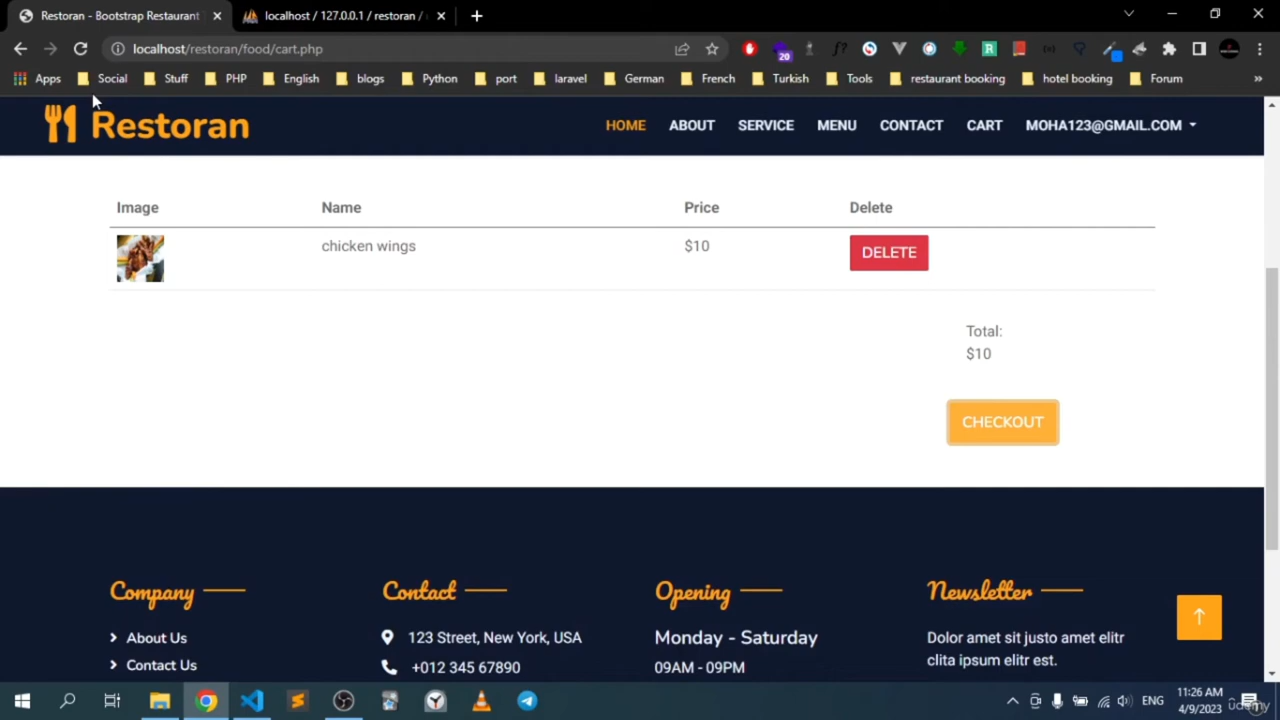 Restoran - Bootstrap Restaurant
localhost / 127.0.0.1 / restoran /
localhost/restoran/food/cart.php
20
Apps
Social
Stuff
PHP
English
blogs
Python
port
laravel
German
French
Turkish
Tools
restaurant booking
hotel booking
Forum
Restoran
HOME
ABOUT
SERVICE
MENU
CONTACT
CART
MOHA123@GMAIL.COM
Image Name Price Delete
chicken wings $10 DELETE
Total:
$10
CHECKOUT
Company
About Us
Contact Us
Contact
123 Street, New York, USA
+012 345 67890
Opening
Monday - Saturday
09AM - 09PM
Newsletter
Dolor amet sit justo amet elitr
clita ipsum elitr est.
ENG
11:26 AM
4/9/2023
udemy